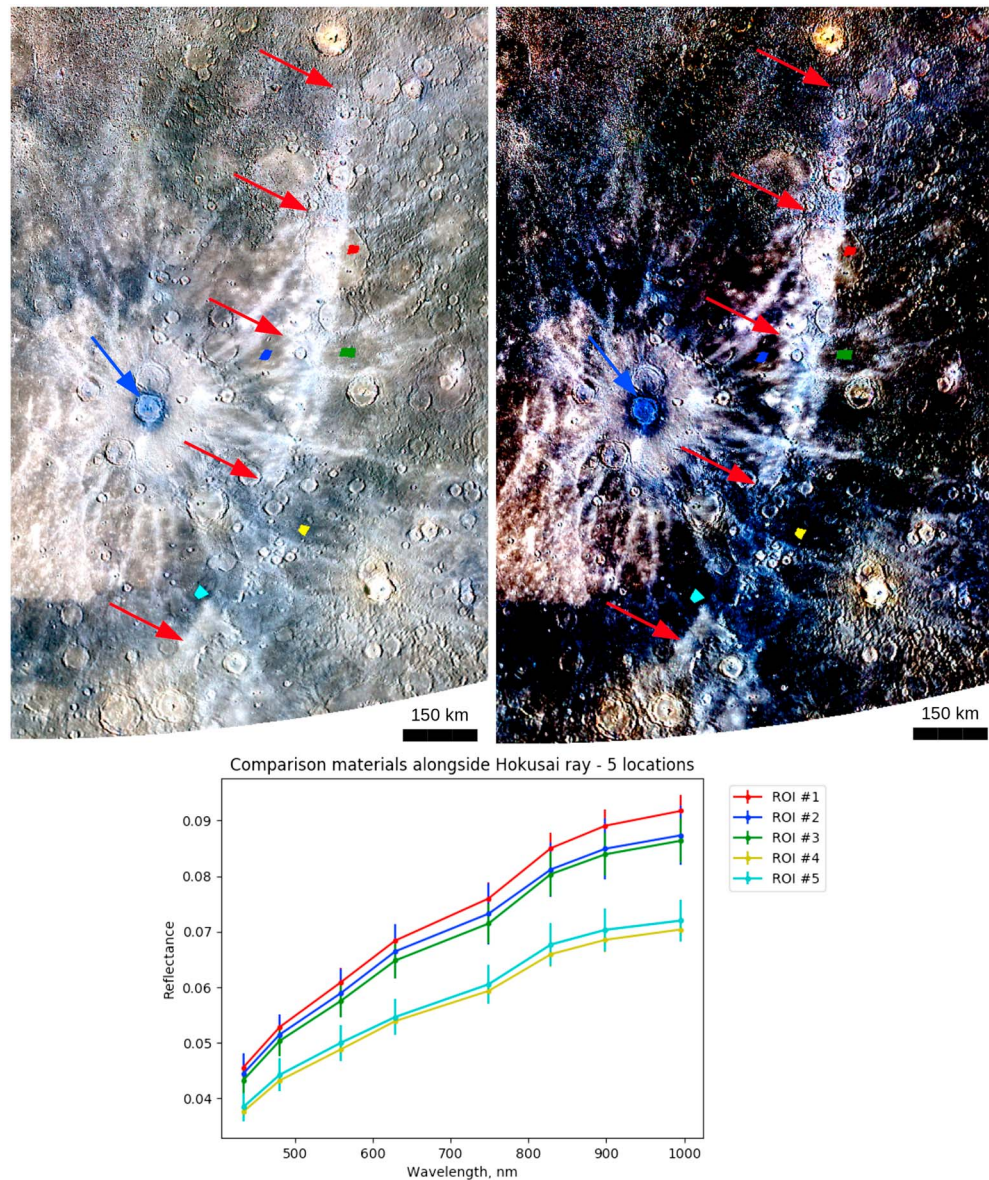 150 km
150 km
Comparison materials alongside Hokusai ray - 5 locations
0.09
0.08
0.07
0.06
0.05
0.04
Reflectance
500
600
700
800
900
1000
Wavelength, nm
ROI #1
ROI #2
ROI #3
ROI #4
ROI #5